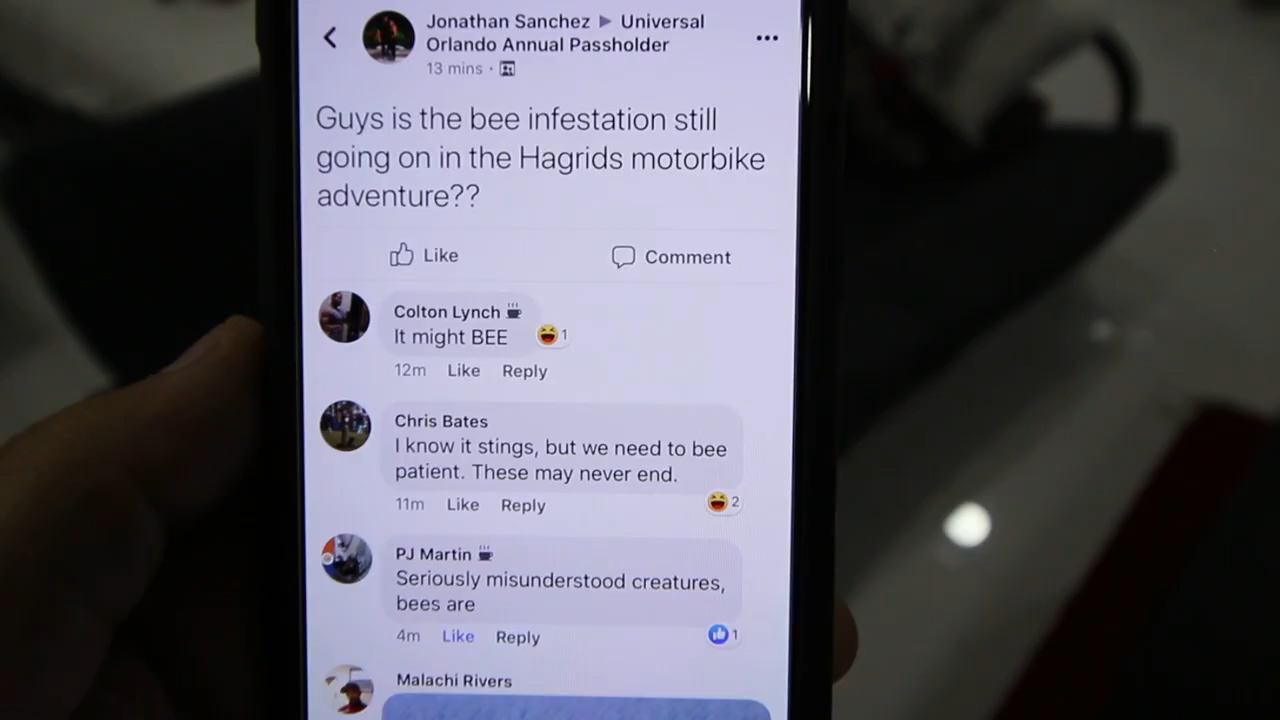 Jonathan Sanchez ▶ Universal
Orlando Annual Passholder
13 mins ·
Guys is the bee infestation still
going on in the Hagrids motorbike
adventure??
Like Comment
Colton Lynch
It might BEE 1
12m Like Reply
Chris Bates
I know it stings, but we need to bee
patient. These may never end.
11m Like Reply 2
PJ Martin
Seriously misunderstood creatures,
bees are
4m Like Reply 1
Malachi Rivers